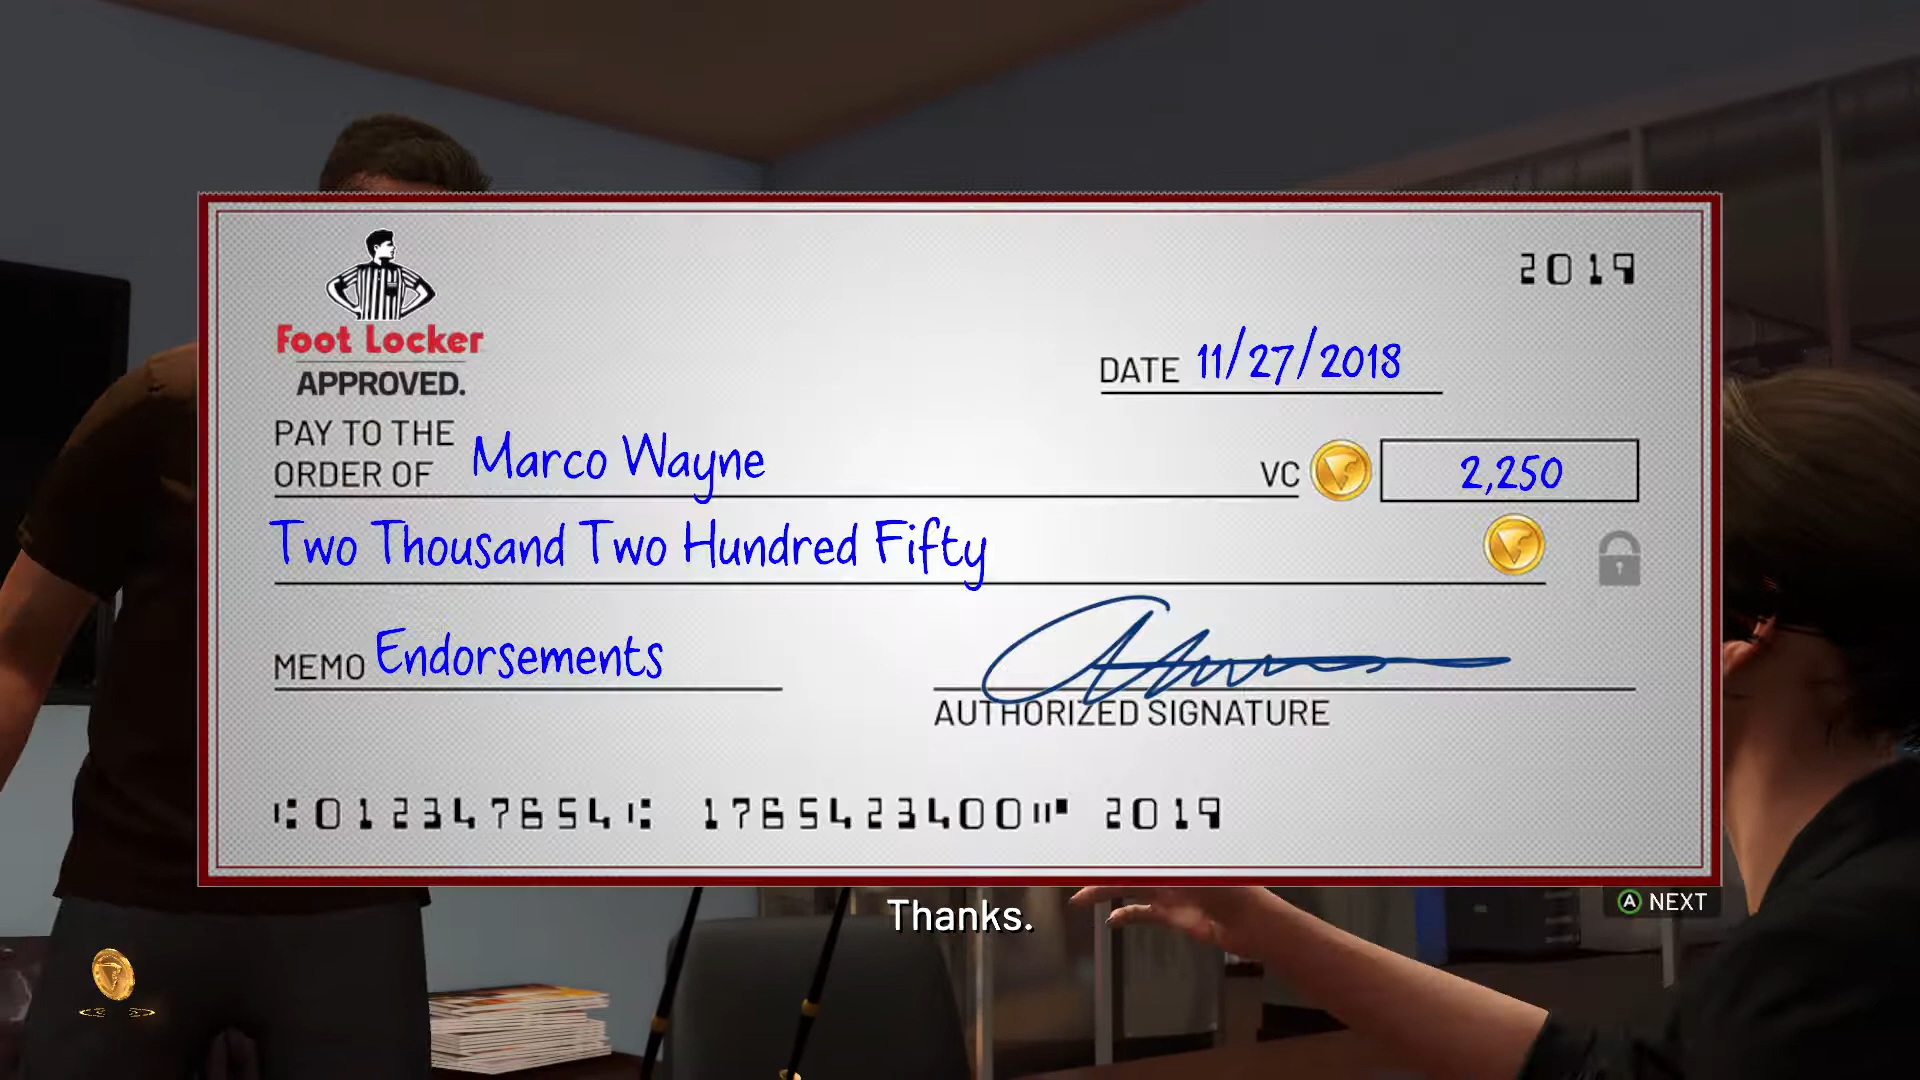 2019
Foot Locker
APPROVED.
DATE 11/27/2018
PAY TO THE
ORDER OF Marco Wayne
VC 2,250
Two Thousand Two Hundred Fifty
MEMO Endorsements
AUTHORIZED SIGNATURE
⑆012347654⑆ 1765423400⑈ 2019
Ⓐ NEXT
Thanks.